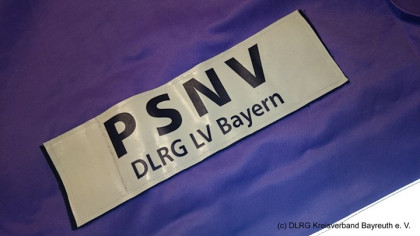 PSNV
DLRG LV Bayern
(c) DLRG Kreisverband Bayreuth e. V.